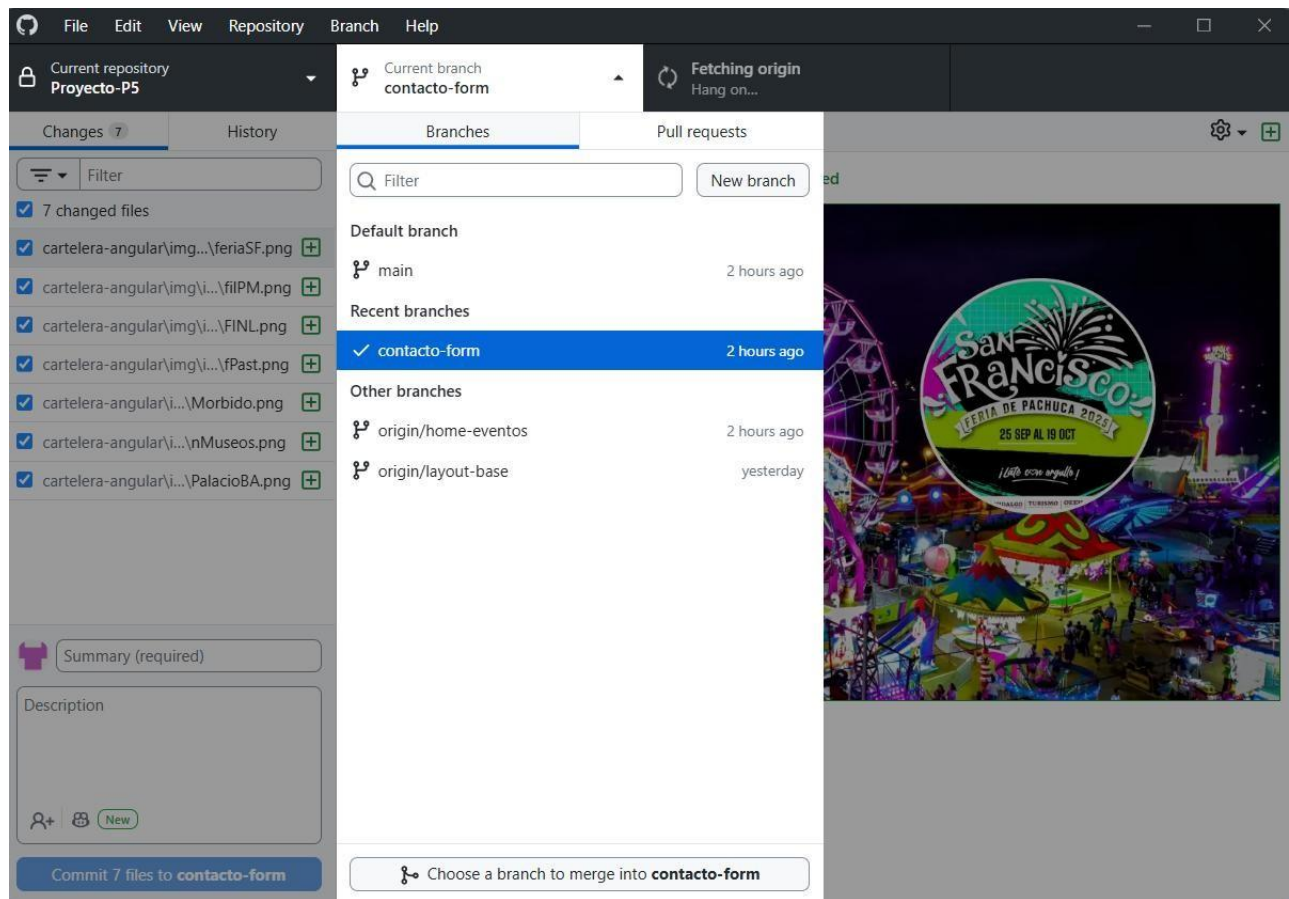 File Edit View Repository Branch Help
Current repository
Proyecto-P5
Current branch
contacto-form
Fetching origin
Hang on...
Changes 7 History
Branches Pull requests
Filter
Filter
New branch
ed
7 changed files
cartelera-angular\img...\feriaSF.png
cartelera-angular\img\i...\filPM.png
cartelera-angular\img\i...\FINL.png
cartelera-angular\img\i...\fPast.png
cartelera-angular\i...\Morbido.png
cartelera-angular\i...\nMuseos.png
cartelera-angular\i...\PalacioBA.png
Default branch
main 2 hours ago
Recent branches
contacto-form 2 hours ago
Other branches
origin/home-eventos 2 hours ago
origin/layout-base yesterday
SAN FRANCISCO
FERIA DE PACHUCA 2025
25 SEP AL 19 OCT
¡Late con orgullo!
HIDALGO TURISMO
Summary (required)
Description
New
Commit 7 files to contacto-form
Choose a branch to merge into contacto-form